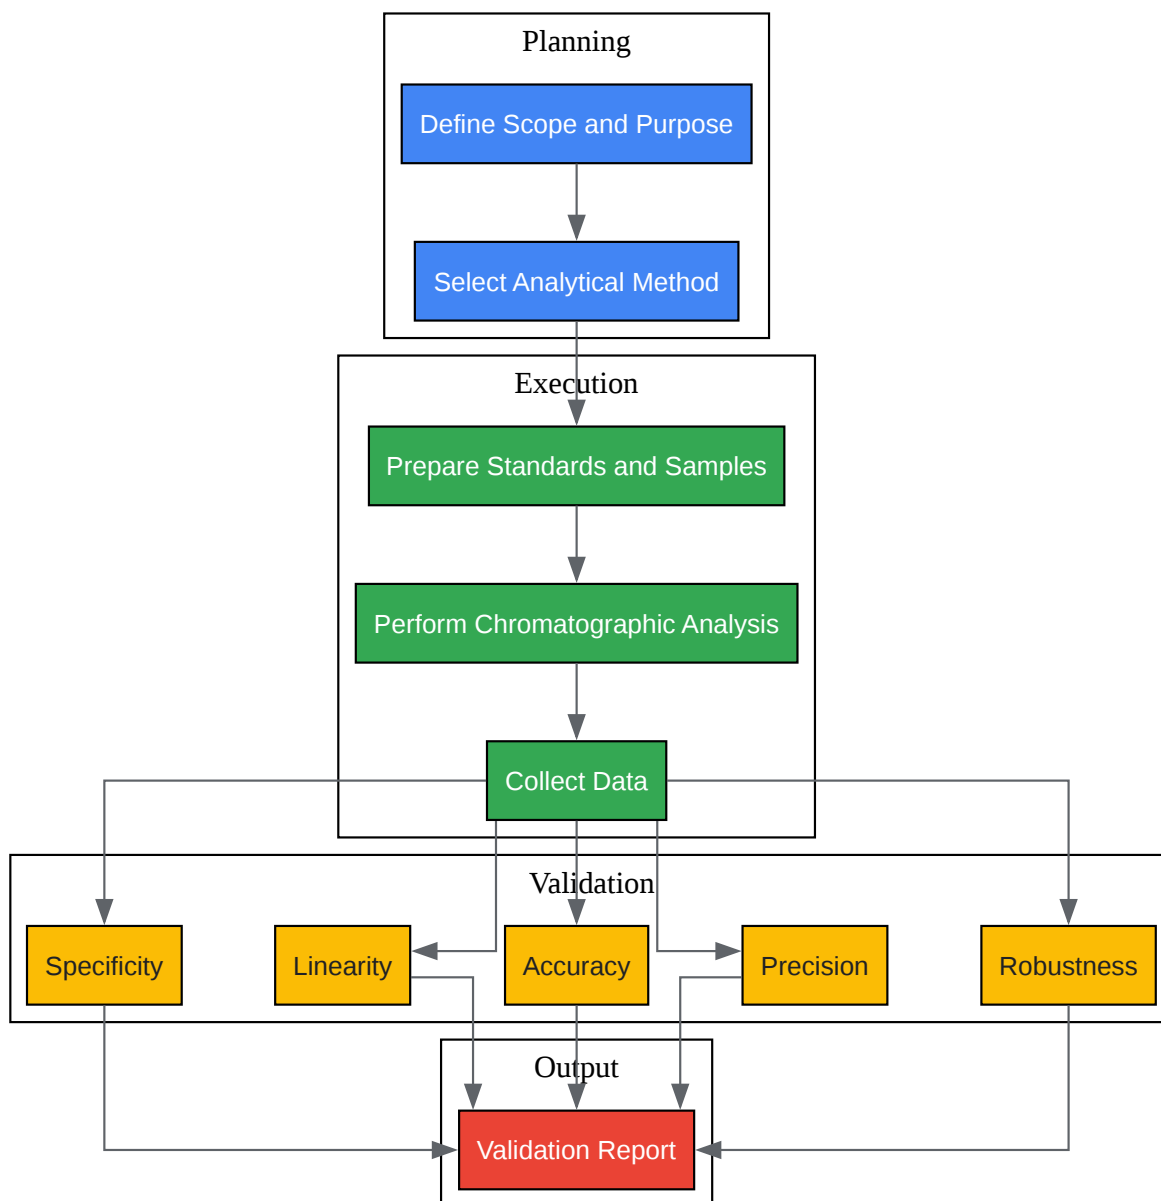 Planning
Define Scope and Purpose
Select Analytical Method
Execution
Prepare Standards and Samples
Perform Chromatographic Analysis
Collect Data
Validation
Specificity
Linearity
Accuracy
Precision
Robustness
Output
Validation Report